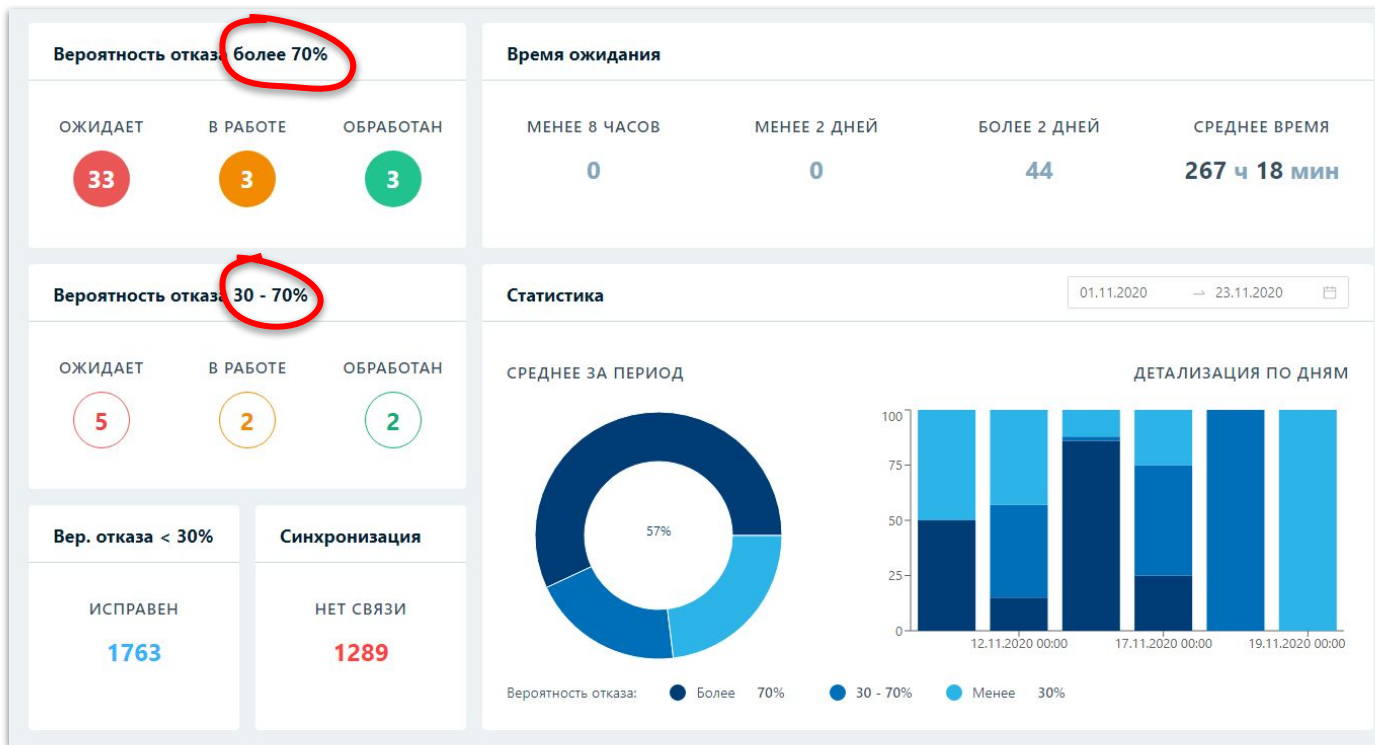 Вероятность отказа более 70%
ОЖИДАЕТ В РАБОТЕ ОБРАБОТАН
33 3 3
Время ожидания
МЕНЕЕ 8 ЧАСОВ МЕНЕЕ 2 ДНЕЙ БОЛЕЕ 2 ДНЕЙ СРЕДНЕЕ ВРЕМЯ
0 0 44 267 ч 18 мин
Вероятность отказа 30 - 70%
ОЖИДАЕТ В РАБОТЕ ОБРАБОТАН
5 2 2
Вер. отказа < 30%
ИСПРАВЕН
1763
Синхронизация
НЕТ СВЯЗИ
1289
Статистика
01.11.2020 → 23.11.2020
СРЕДНЕЕ ЗА ПЕРИОД
57%
ДЕТАЛИЗАЦИЯ ПО ДНЯМ
100
75
50
25
0
12.11.2020 00:00 17.11.2020 00:00 19.11.2020 00:00
Вероятность отказа: Более 70% 30 - 70% Менее 30%